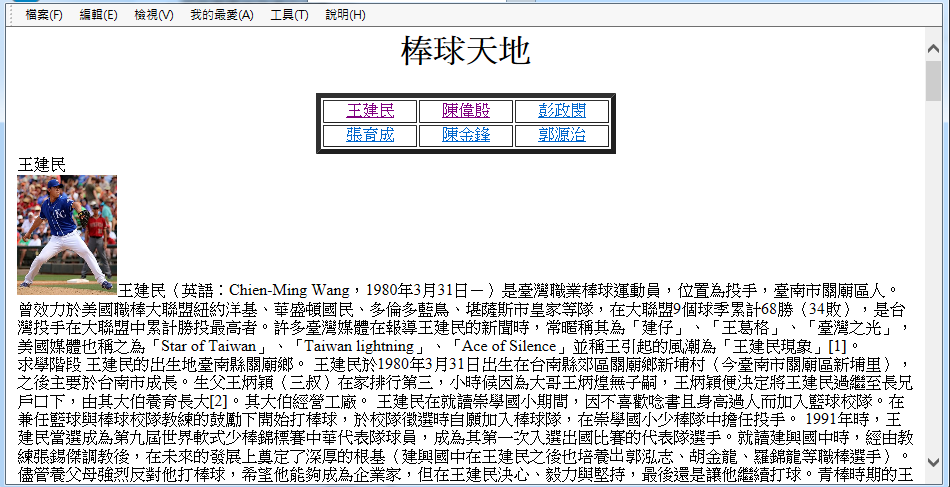 檔案(F) 編輯(E) 檢視(V) 我的最愛(A) 工具(T) 說明(H)
棒球天地
王建民 陳偉殷 彭政閔
張育成 陳金鋒 郭源治
王建民
王建民（英語：Chien-Ming Wang，1980年3月31日－）是臺灣職業棒球運動員，位置為投手，臺南市關廟區人。
曾效力於美國職棒大聯盟紐約洋基、華盛頓國民、多倫多藍鳥、堪薩斯市皇家等隊，在大聯盟9個球季累計68勝（34敗），是台
灣投手在大聯盟中累計勝投最高者。許多臺灣媒體在報導王建民的新聞時，常暱稱其為「建仔」、「王葛格」、「臺灣之光」，
美國媒體也稱之為「Star of Taiwan」、「Taiwan lightning」、「Ace of Silence」並稱王引起的風潮為「王建民現象」[1]。
求學階段 王建民的出生地臺南縣關廟鄉。 王建民於1980年3月31日出生在台南縣郊區關廟鄉新埔村（今臺南市關廟區新埔里），
之後主要於台南市成長。生父王炳穎（三叔）在家排行第三，小時候因為大哥王炳煌無子嗣，王炳穎便決定將王建民過繼至長兄
戶口下，由其大伯養育長大[2]。其大伯經營工廠。 王建民在就讀崇學國小期間，因不喜歡唸書且身高過人而加入籃球校隊。在
兼任籃球與棒球校隊教練的鼓勵下開始打棒球，於校隊徵選時自願加入棒球隊，在崇學國小少棒隊中擔任投手。 1991年時，王
建民當選成為第九屆世界軟式少棒錦標賽中華代表隊球員，成為其第一次入選出國比賽的代表隊選手。就讀建興國中時，經由教
練張錫傑調教後，在未來的發展上奠定了深厚的根基（建興國中在王建民之後也培養出郭泓志、胡金龍、羅錦龍等職棒選手）。
儘管養父母強烈反對他打棒球，希望他能夠成為企業家，但在王建民決心、毅力與堅持，最後還是讓他繼續打球。青棒時期的王